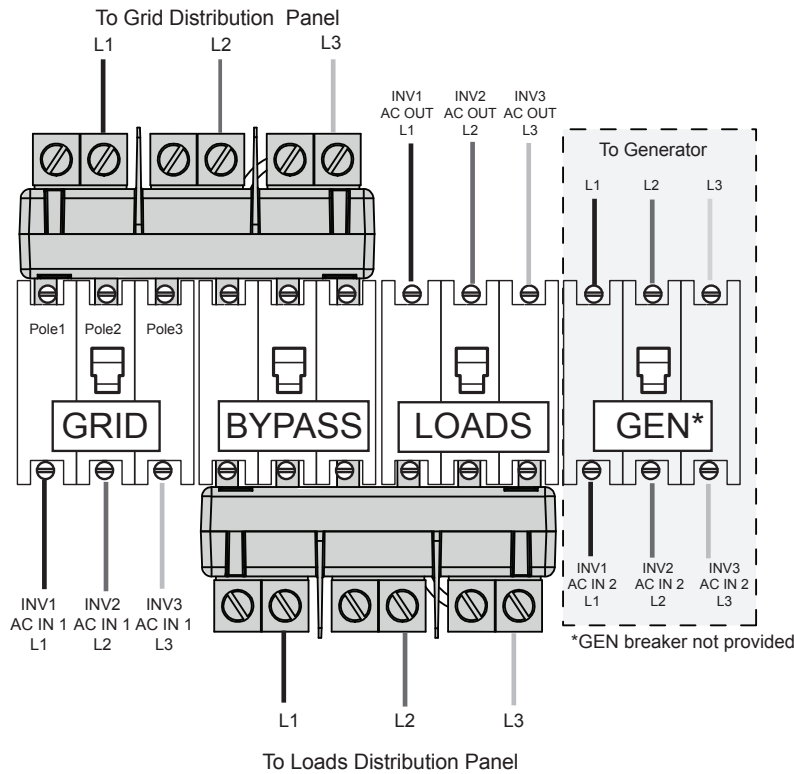 To Grid Distribution Panel
L1
L2
L3
INV1
AC OUT
L1
INV2
AC OUT
L2
INV3
AC OUT
L3
To Generator
L1
L2
L3
Pole1
Pole2
Pole3
GRID
BYPASS
LOADS
GEN*
INV1
AC IN 1
L1
INV2
AC IN 1
L2
INV3
AC IN 1
L3
INV1
AC IN 2
L1
INV2
AC IN 2
L2
INV3
AC IN 2
L3
*GEN breaker not provided
L1
L2
L3
To Loads Distribution Panel